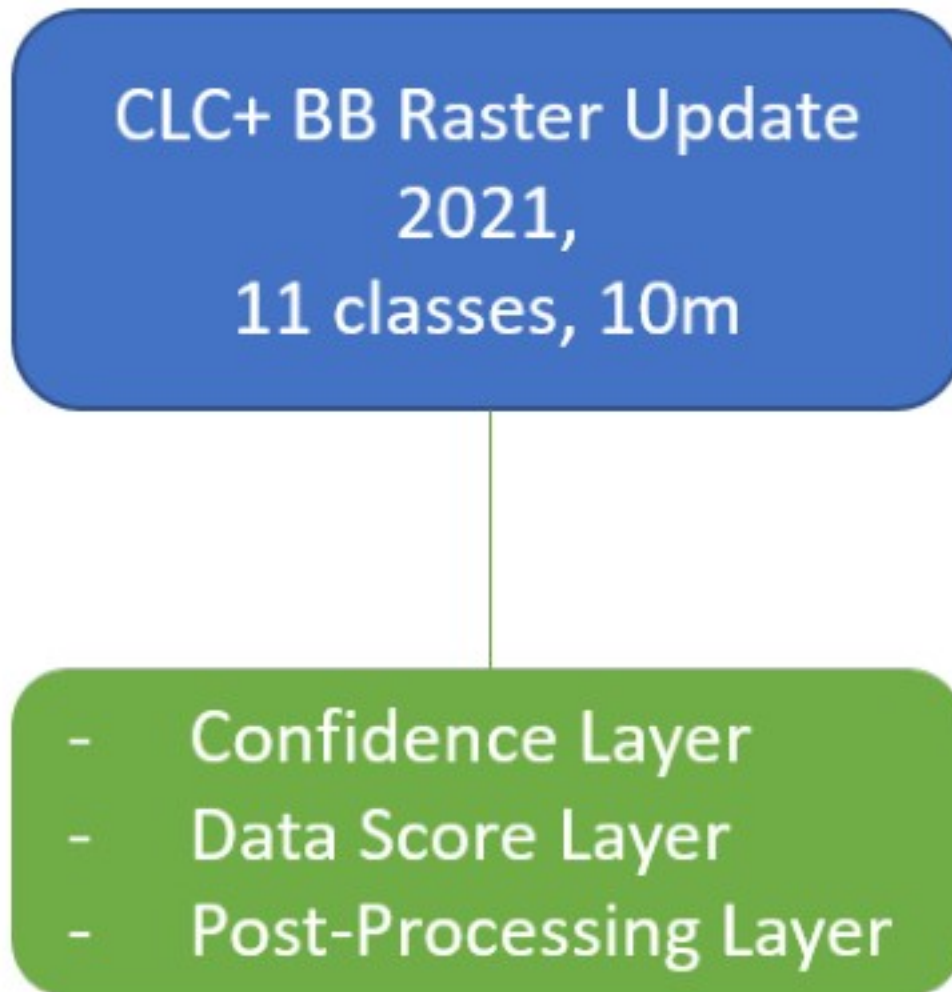 CLC+ BB Raster Update
2021,
11 classes, 10m
- Confidence Layer
- Data Score Layer
- Post-Processing Layer